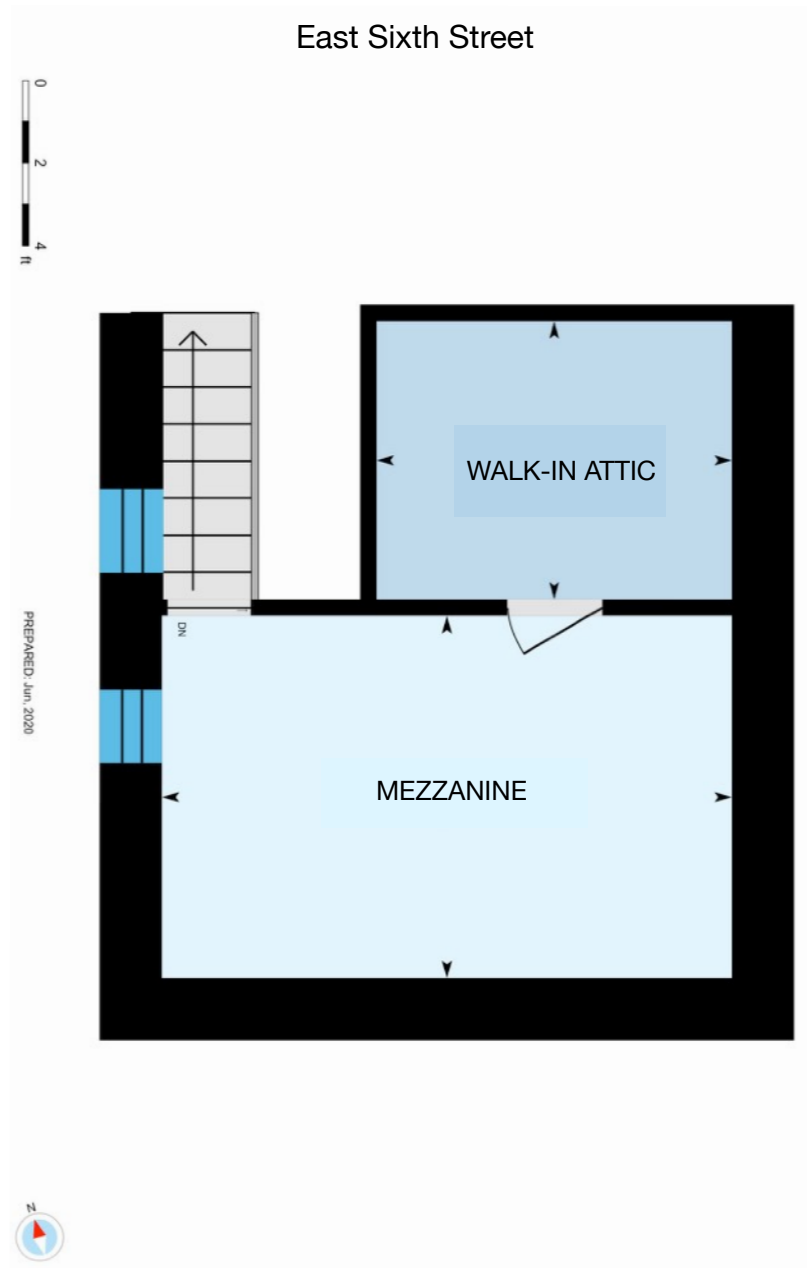 East Sixth Street
0
2
4
ft
WALK-IN ATTIC
DN
PREPARED: Jun, 2020
MEZZANINE
N